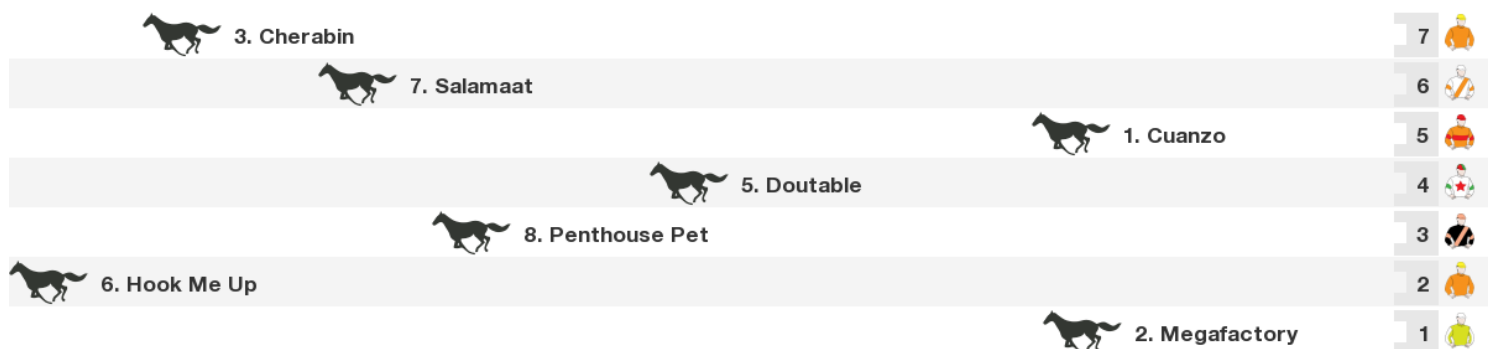 3. Cherabin 7
7. Salamaat 6
1. Cuanzo 5
5. Doutable 4
8. Penthouse Pet 3
6. Hook Me Up 2
2. Megafactory 1